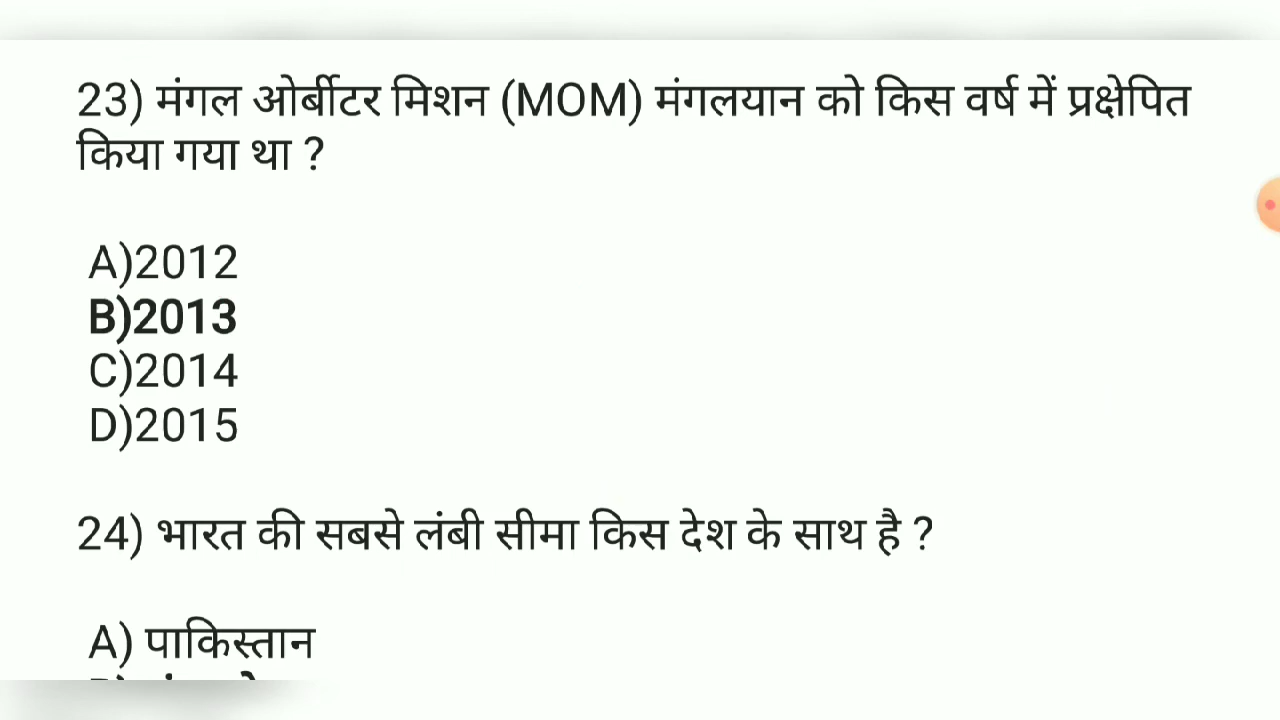 23) मंगल ओर्बीटर मिशन (MOM) मंगलयान को किस वर्ष में प्रक्षेपित
किया गया था ?
A)2012
B)2013
C)2014
D)2015
24) भारत की सबसे लंबी सीमा किस देश के साथ है ?
A) पाकिस्तान